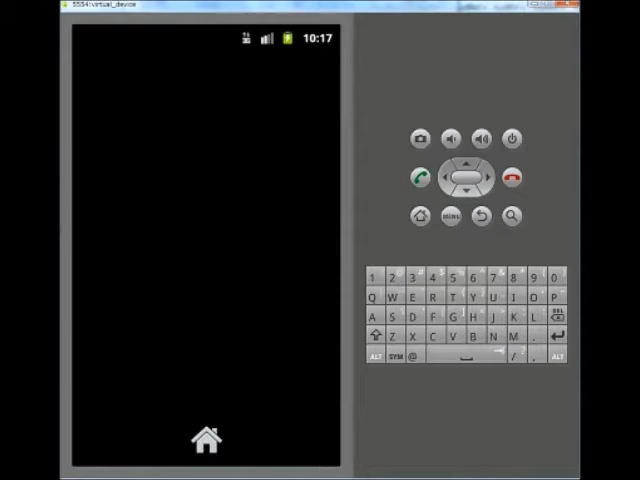 5554:virtual_device
10:17
MENU
1 2 3 4 5 6 7 8 9 0
Q W E R T Y U I O P
A S D F G H J K L DEL
Z X C V B N M .
ALT SYM @ / , ALT